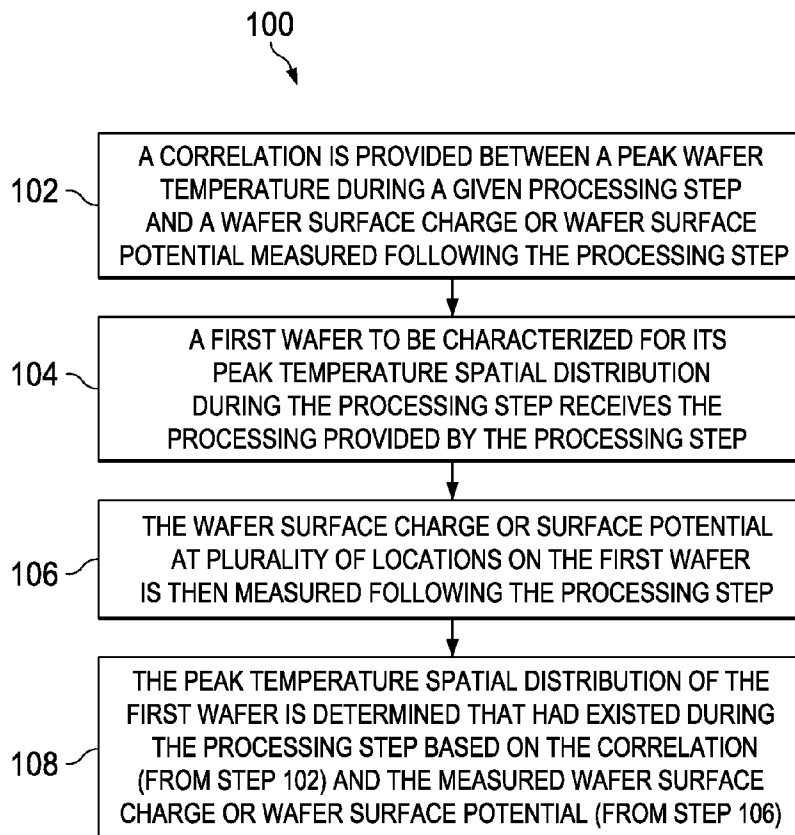 100
102
A CORRELATION IS PROVIDED BETWEEN A PEAK WAFER
TEMPERATURE DURING A GIVEN PROCESSING STEP
AND A WAFER SURFACE CHARGE OR WAFER SURFACE
POTENTIAL MEASURED FOLLOWING THE PROCESSING STEP
104
A FIRST WAFER TO BE CHARACTERIZED FOR ITS
PEAK TEMPERATURE SPATIAL DISTRIBUTION
DURING THE PROCESSING STEP RECEIVES THE
PROCESSING PROVIDED BY THE PROCESSING STEP
106
THE WAFER SURFACE CHARGE OR SURFACE POTENTIAL
AT PLURALITY OF LOCATIONS ON THE FIRST WAFER
IS THEN MEASURED FOLLOWING THE PROCESSING STEP
108
THE PEAK TEMPERATURE SPATIAL DISTRIBUTION OF THE
FIRST WAFER IS DETERMINED THAT HAD EXISTED DURING
THE PROCESSING STEP BASED ON THE CORRELATION
(FROM STEP 102) AND THE MEASURED WAFER SURFACE
CHARGE OR WAFER SURFACE POTENTIAL (FROM STEP 106)